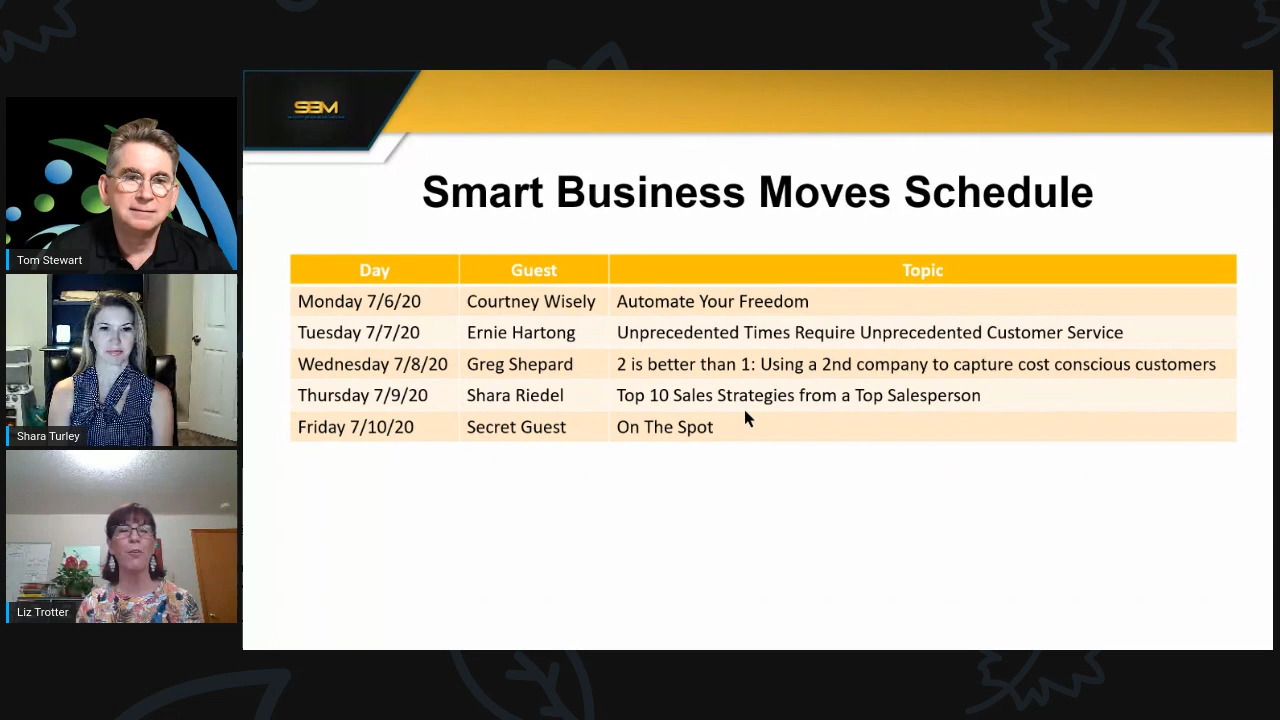 SBM
Smart Business Moves Schedule
Day Guest Topic
Monday 7/6/20 Courtney Wisely Automate Your Freedom
Tuesday 7/7/20 Ernie Hartong Unprecedented Times Require Unprecedented Customer Service
Wednesday 7/8/20 Greg Shepard 2 is better than 1: Using a 2nd company to capture cost conscious customers
Thursday 7/9/20 Shara Riedel Top 10 Sales Strategies from a Top Salesperson
Friday 7/10/20 Secret Guest On The Spot
Tom Stewart
Shara Turley
Liz Trotter